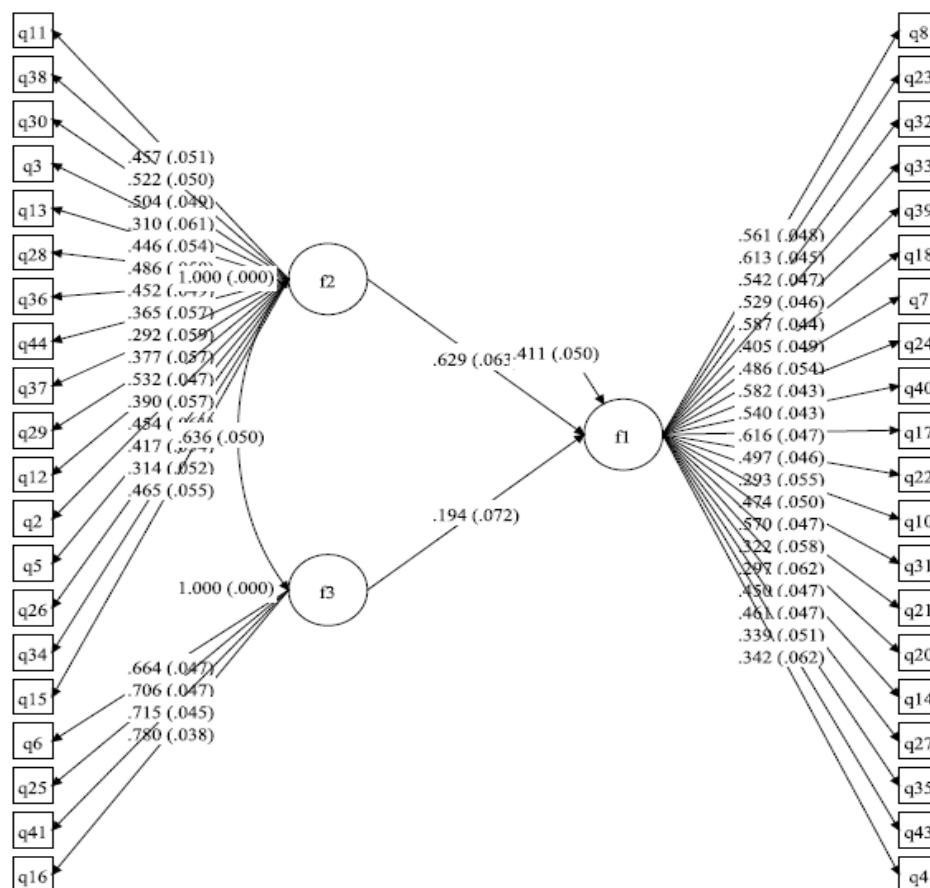 q11
q38
q30
q3
q13
q28
q36
q44
q37
q29
q12
q2
q5
q26
q34
q15
q6
q25
q41
q16
.457 (.051)
.522 (.050)
.504 (.049)
.310 (.061)
.446 (.054)
.486
1.000 (.000)
.452 (.049)
.365 (.057)
.292 (.059)
.377 (.057)
.532 (.047)
.390 (.057)
.454
.417
.636 (.050)
.314 (.052)
.465 (.055)
f2
1.000 (.000)
f3
.664 (.047)
.706 (.047)
.715 (.045)
.780 (.038)
.629 (.063
.411 (.050)
f1
.194 (.072)
.561 (.048)
.613 (.045)
.542 (.047)
.529 (.046)
.587 (.044)
.405 (.049)
.486 (.054)
.582 (.043)
.540 (.043)
.616 (.047)
.497 (.046)
.293 (.055)
.474 (.050)
.570 (.047)
.322 (.058)
.297 (.062)
.450 (.047)
.461 (.047)
.339 (.051)
.342 (.062)
q8
q23
q32
q33
q39
q18
q7
q24
q40
q17
q22
q10
q31
q21
q20
q14
q27
q35
q43
q4